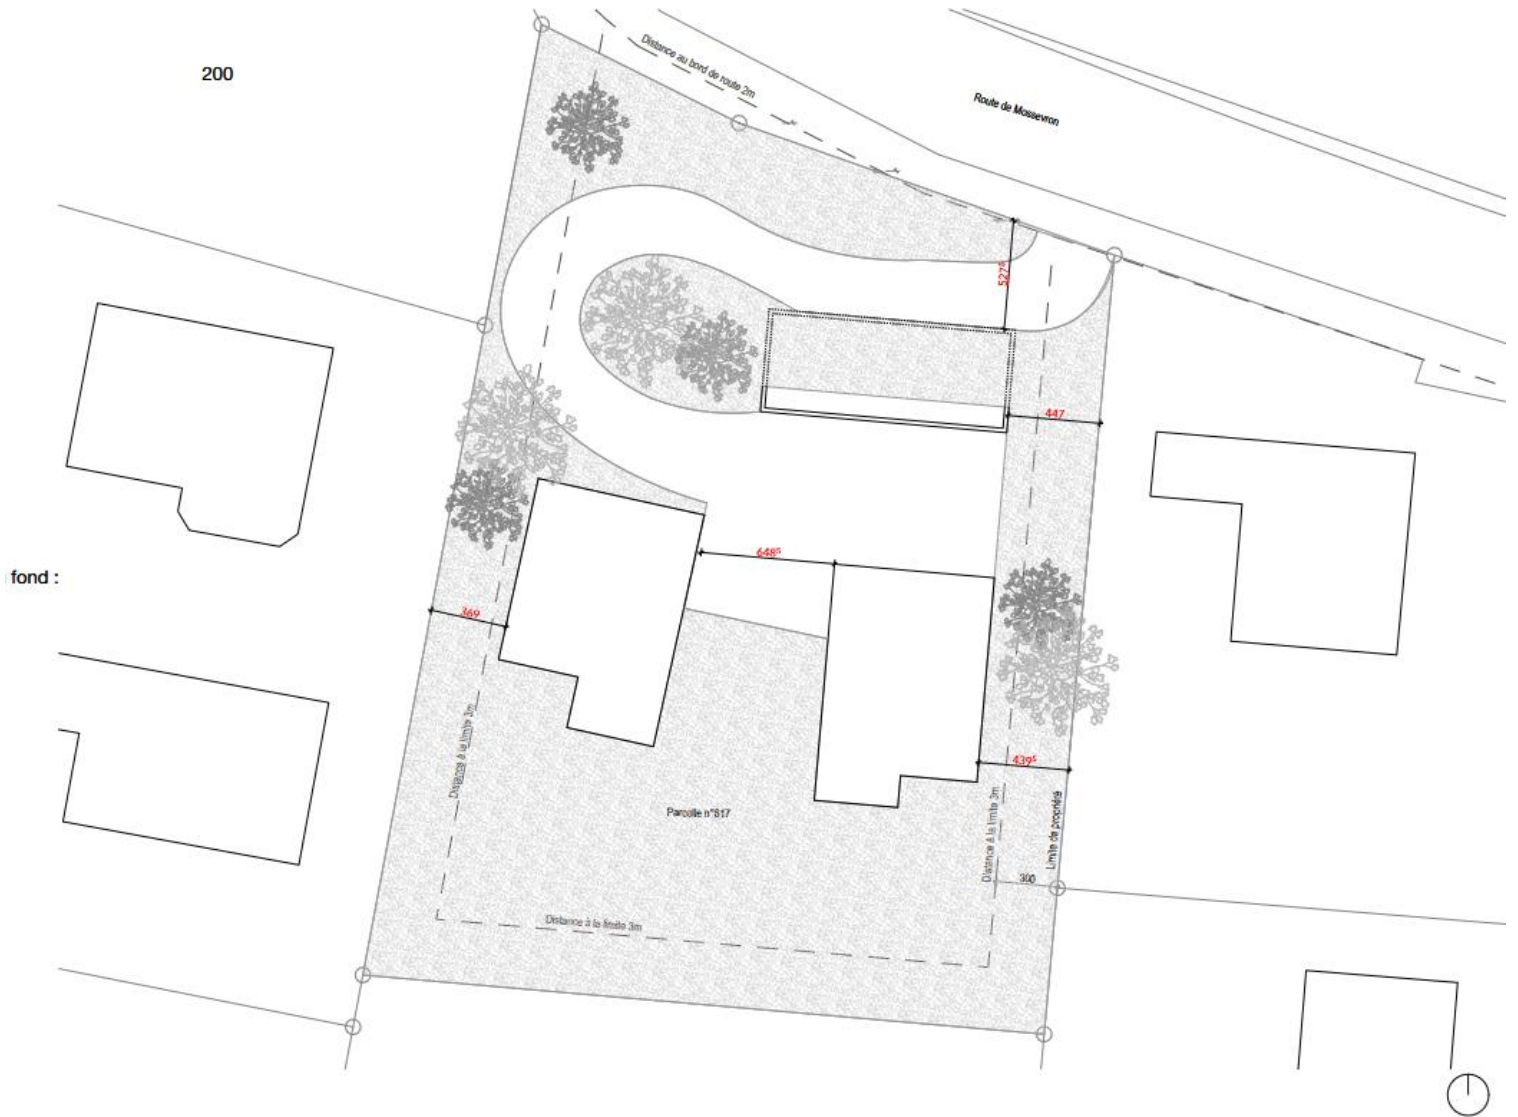 200
Distance au bord de route 2m
Route de Mossevron
527⁵
447
fond :
648⁵
369
Distance à la limite 3m
439⁵
Parcelle n°817
Distance à la limite 3m
Limite de propriété
300
Distance à la limite 3m